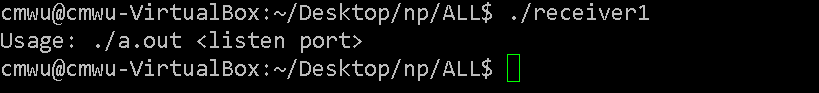 cmwu@cmwu-VirtualBox:~/Desktop/np/ALL$ ./receiver1
Usage: ./a.out <listen port>
cmwu@cmwu-VirtualBox:~/Desktop/np/ALL$